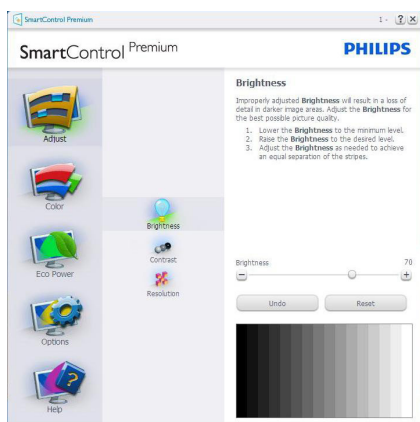 SmartControl Premium
1 - ? X
SmartControl Premium
PHILIPS
Adjust
Color
Eco Power
Options
Help
Brightness
Contrast
Resolution
Brightness
Improperly adjusted Brightness will result in a loss of
detail in darker image areas. Adjust the Brightness for
the best possible picture quality.
1. Lower the Brightness to the minimum level.
2. Raise the Brightness to the desired level.
3. Adjust the Brightness as needed to achieve
an equal separation of the stripes.
Brightness 70
Undo Reset